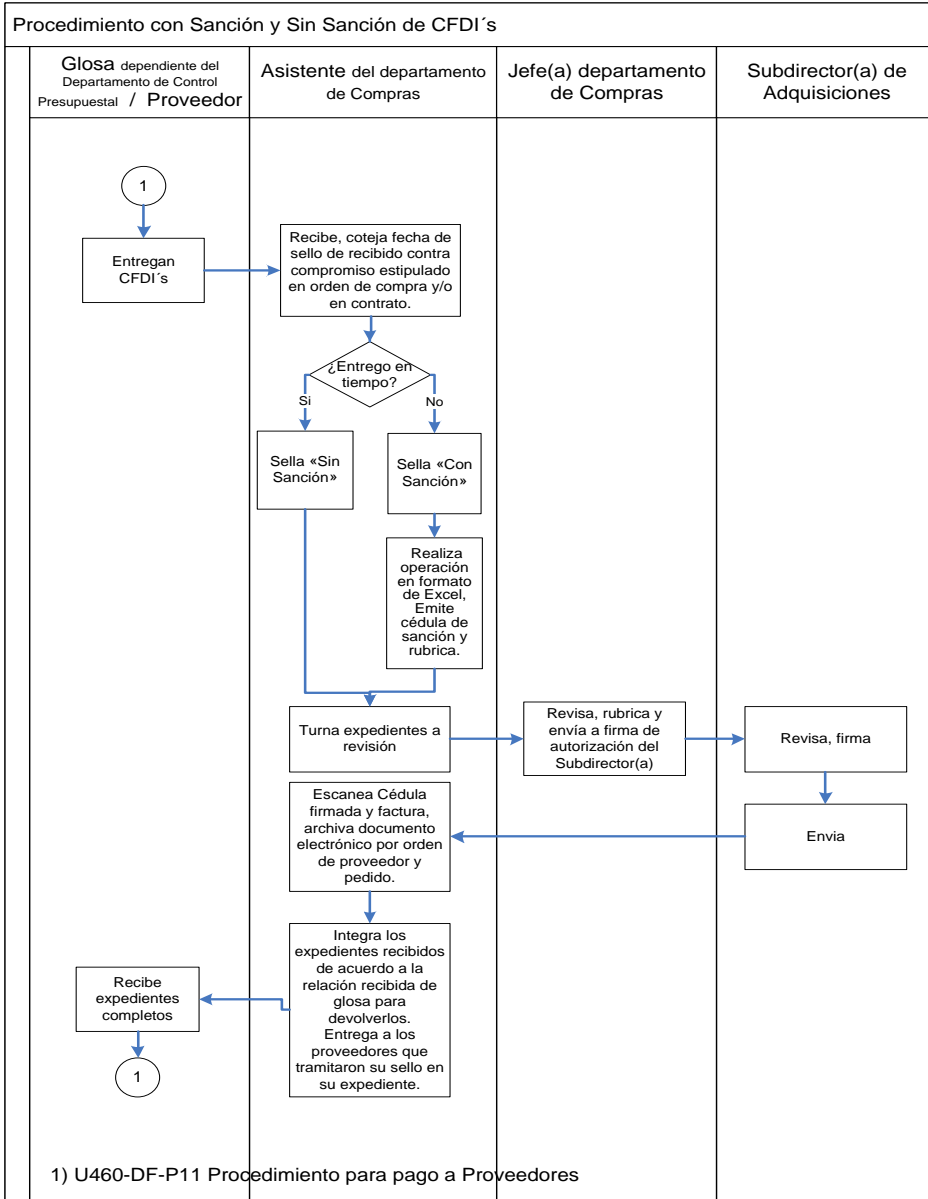 Procedimiento con Sanción y Sin Sanción de CFDI´s
Glosa dependiente del
Departamento de Control
Presupuestal / Proveedor
Asistente del departamento
de Compras
Jefe(a) departamento
de Compras
Subdirector(a) de
Adquisiciones
1
Entregan
CFDI´s
Recibe, coteja fecha de
sello de recibido contra
compromiso estipulado
en orden de compra y/o
en contrato.
¿Entrego en
tiempo?
Si
No
Sella «Sin
Sanción»
Sella «Con
Sanción»
Realiza
operación
en formato
de Excel,
Emite
cédula de
sanción y
rubrica.
Turna expedientes a
revisión
Revisa, rubrica y
envía a firma de
autorización del
Subdirector(a)
Revisa, firma
Envia
Escanea Cédula
firmada y factura,
archiva documento
electrónico por orden
de proveedor y
pedido.
Integra los
expedientes recibidos
de acuerdo a la
relación recibida de
glosa para
devolverlos.
Entrega a los
proveedores que
tramitaron su sello en
su expediente.
Recibe
expedientes
completos
1
1) U460-DF-P11 Procedimiento para pago a Proveedores